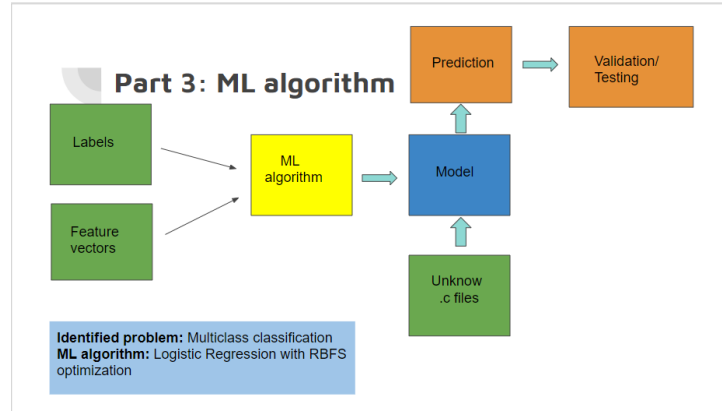 Part 3: ML algorithm
Labels
Feature
vectors
ML
algorithm
Model
Prediction
Validation/
Testing
Unknow
.c files
Identified problem: Multiclass classification
ML algorithm: Logistic Regression with RBFS
optimization